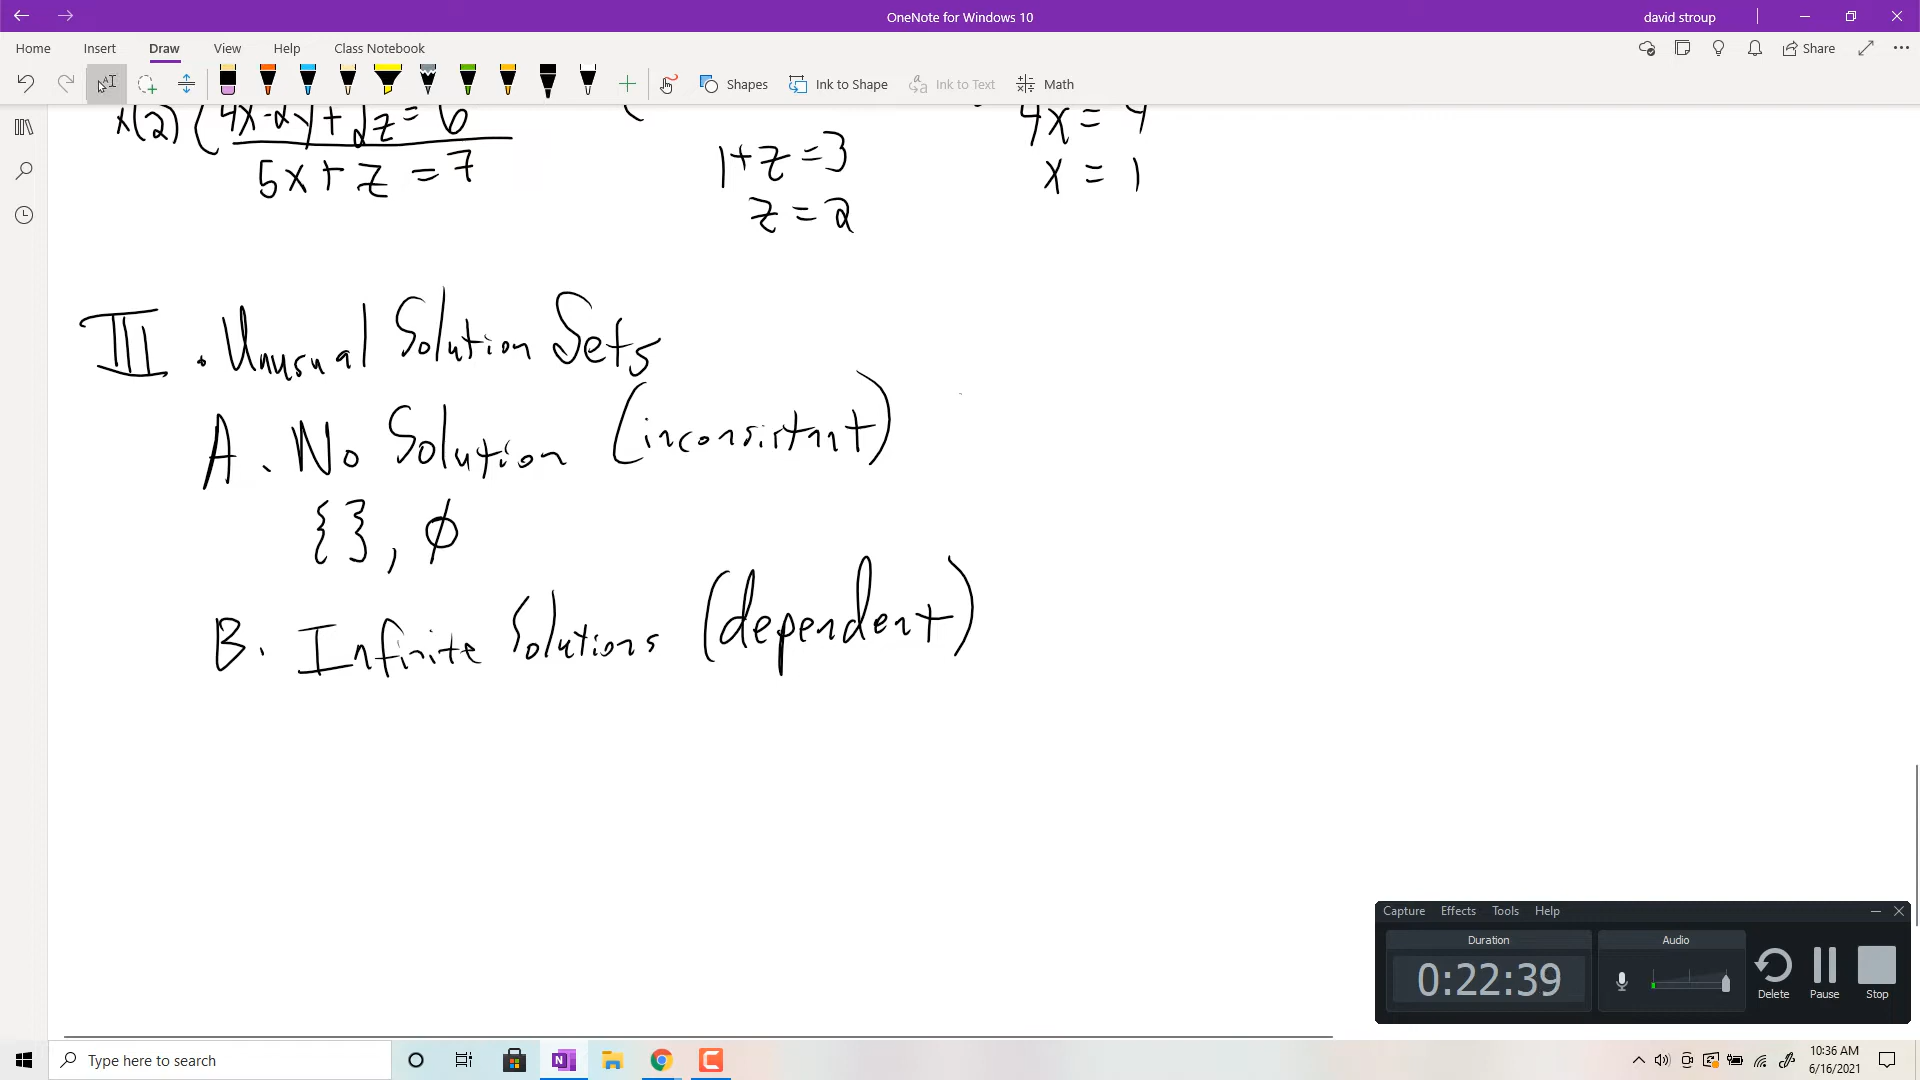 OneNote for Windows 10
david stroup
Home Insert Draw View Help Class Notebook
Share
Shapes Ink to Shape Ink to Text Math
x(2) (4x-2y+2z=6
5x+z=7
1+z=3
z=2
4x=4
x=1
III. Unusual Solution Sets
A. No Solution (inconsistant)
{}, ∅
B. Infinite Solutions (dependent)
Capture Effects Tools Help
Duration
0:22:39
Audio
Delete Pause Stop
Type here to search
10:36 AM
6/16/2021